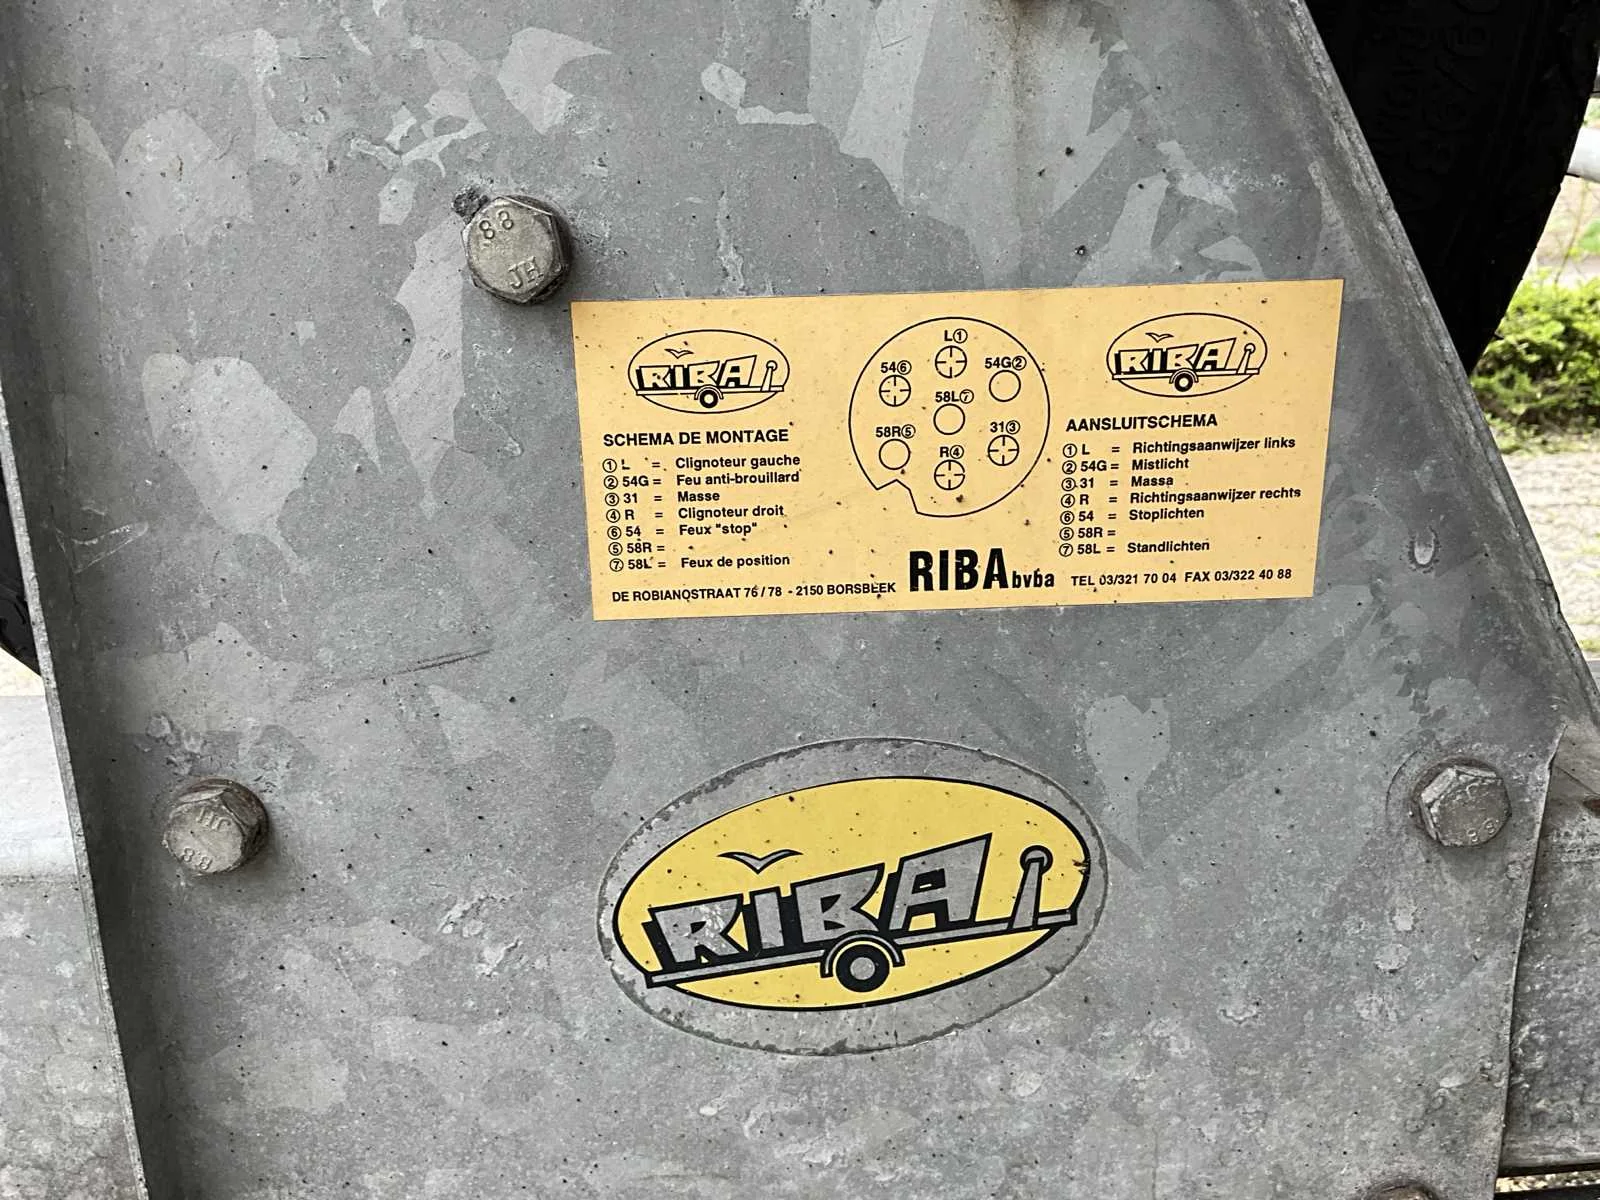 88
JH
RIBA
SCHEMA DE MONTAGE
① L = Clignoteur gauche
② 54G = Feu anti-brouillard
③ 31 = Masse
④ R = Clignoteur droit
⑥ 54 = Feux "stop"
⑤ 58R =
⑦ 58L = Feux de position
L①
54⑥
54G②
58L⑦
58R⑤
31③
R④
RIBA
AANSLUITSCHEMA
① L = Richtingsaanwijzer links
② 54G = Mistlicht
③ 31 = Massa
④ R = Richtingsaanwijzer rechts
⑥ 54 = Stoplichten
⑤ 58R =
⑦ 58L = Standlichten
DE ROBIANOSTRAAT 76 / 78 - 2150 BORSBEEK RIBA bvba TEL 03/321 70 04 FAX 03/322 40 88
JH
88
88
RIBA